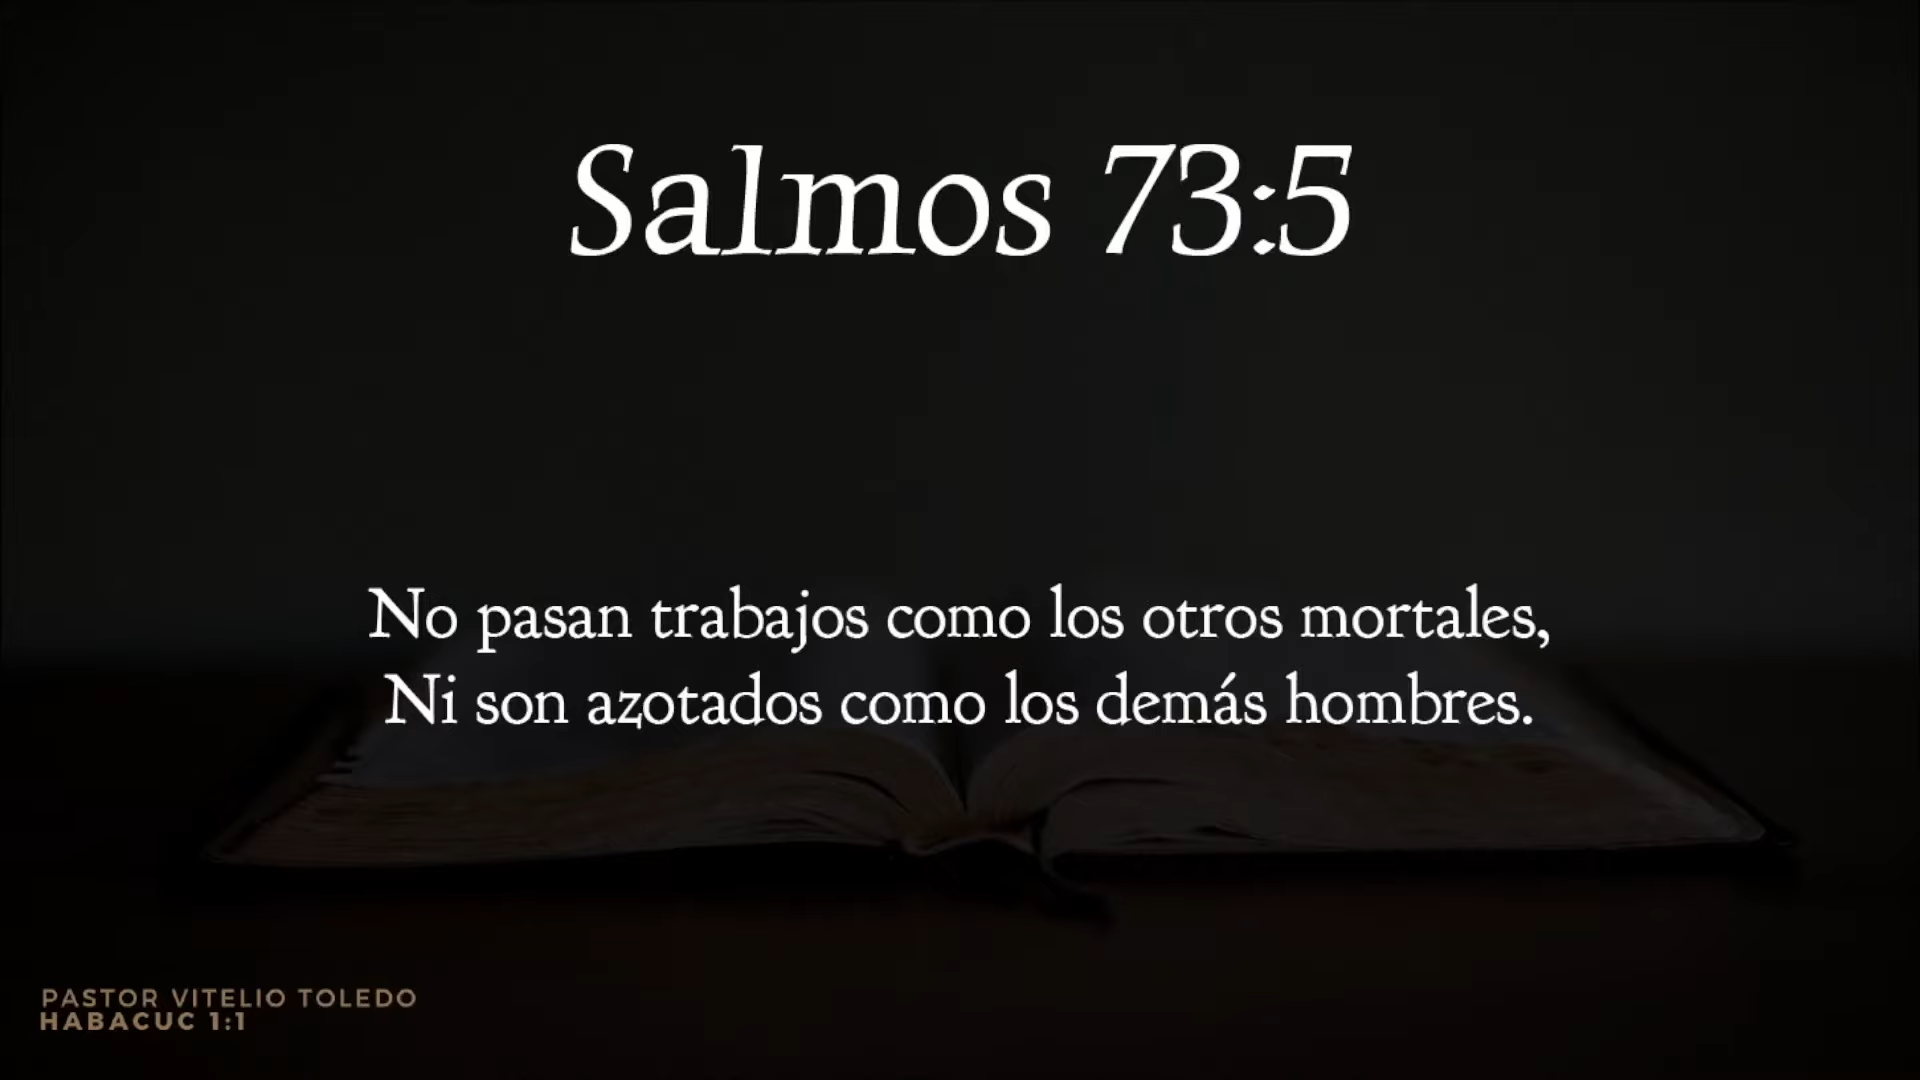 Salmos 73:5
No pasan trabajos como los otros mortales,
Ni son azotados como los demás hombres.
PASTOR VITELIO TOLEDO
HABACUC 1:1